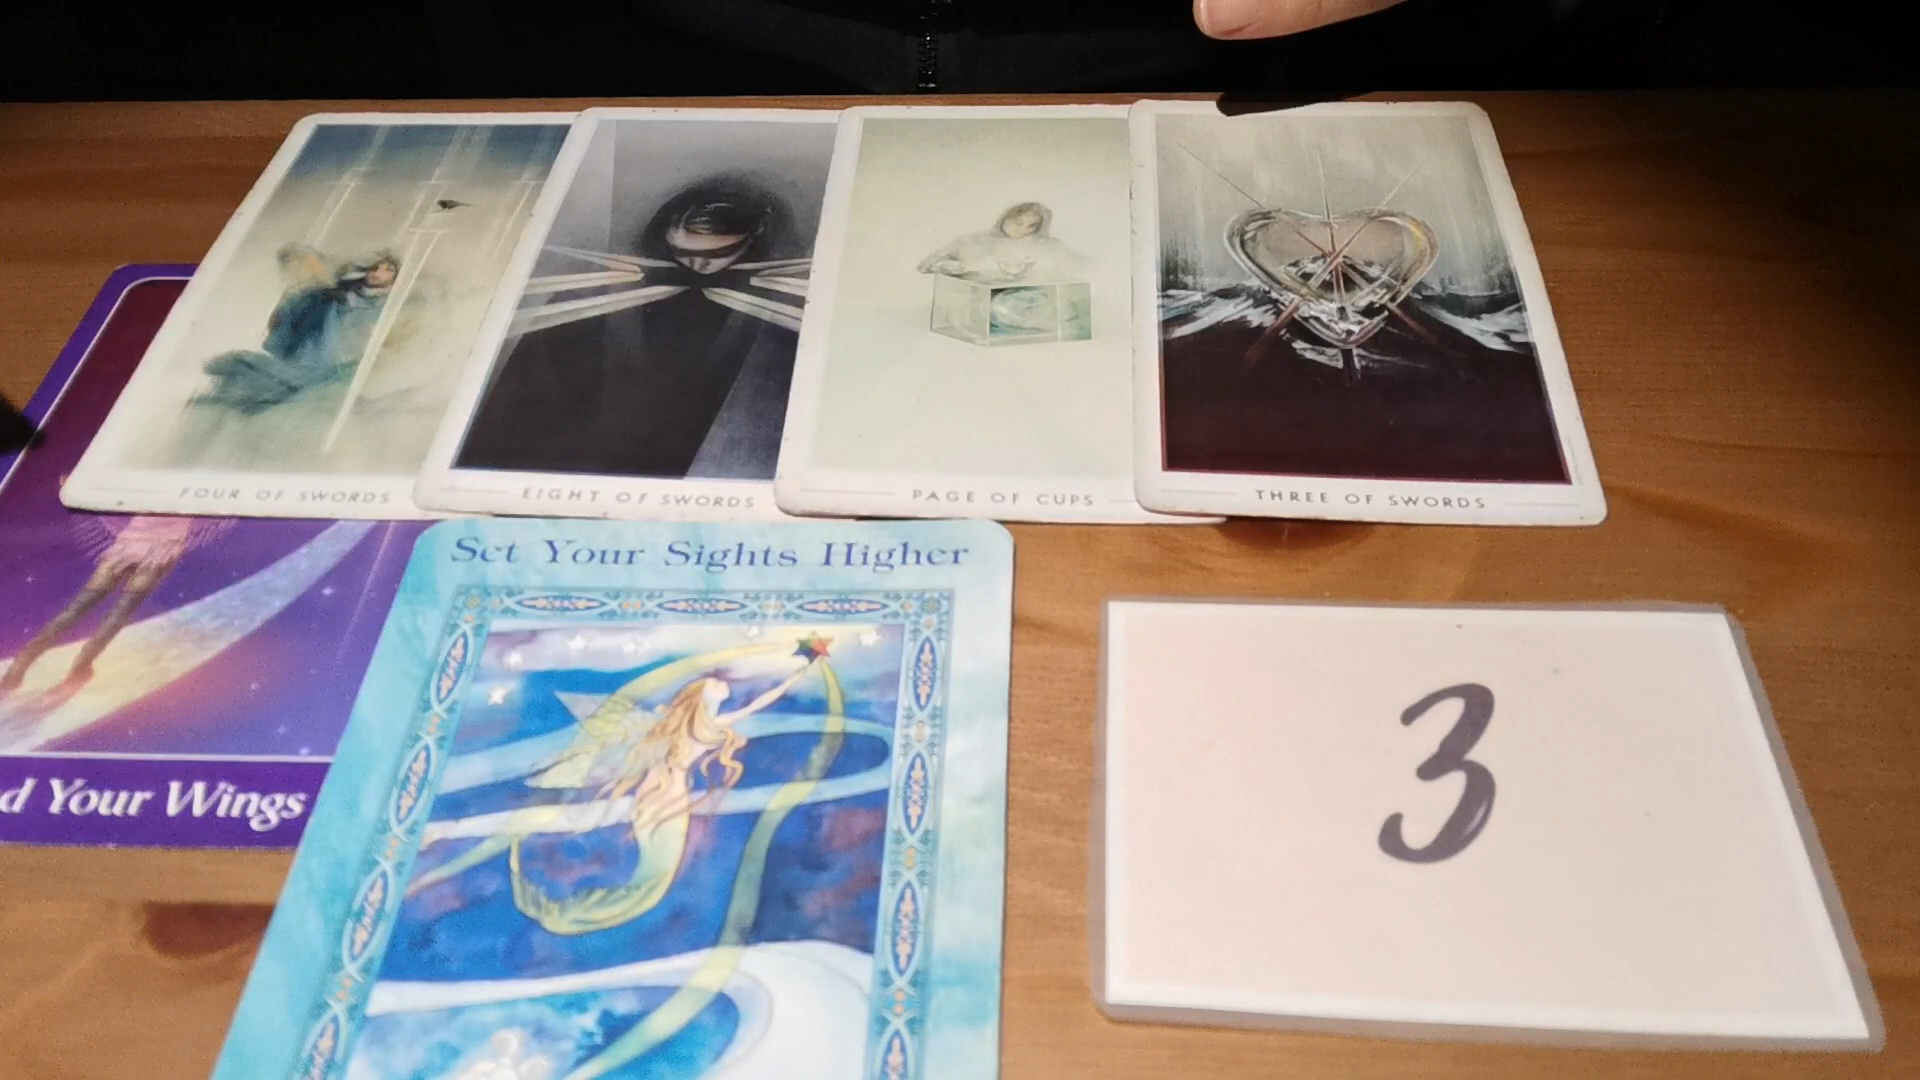 FOUR OF SWORDS
EIGHT OF SWORDS
PAGE OF CUPS
THREE OF SWORDS
Set Your Sights Higher
Your Wings
3